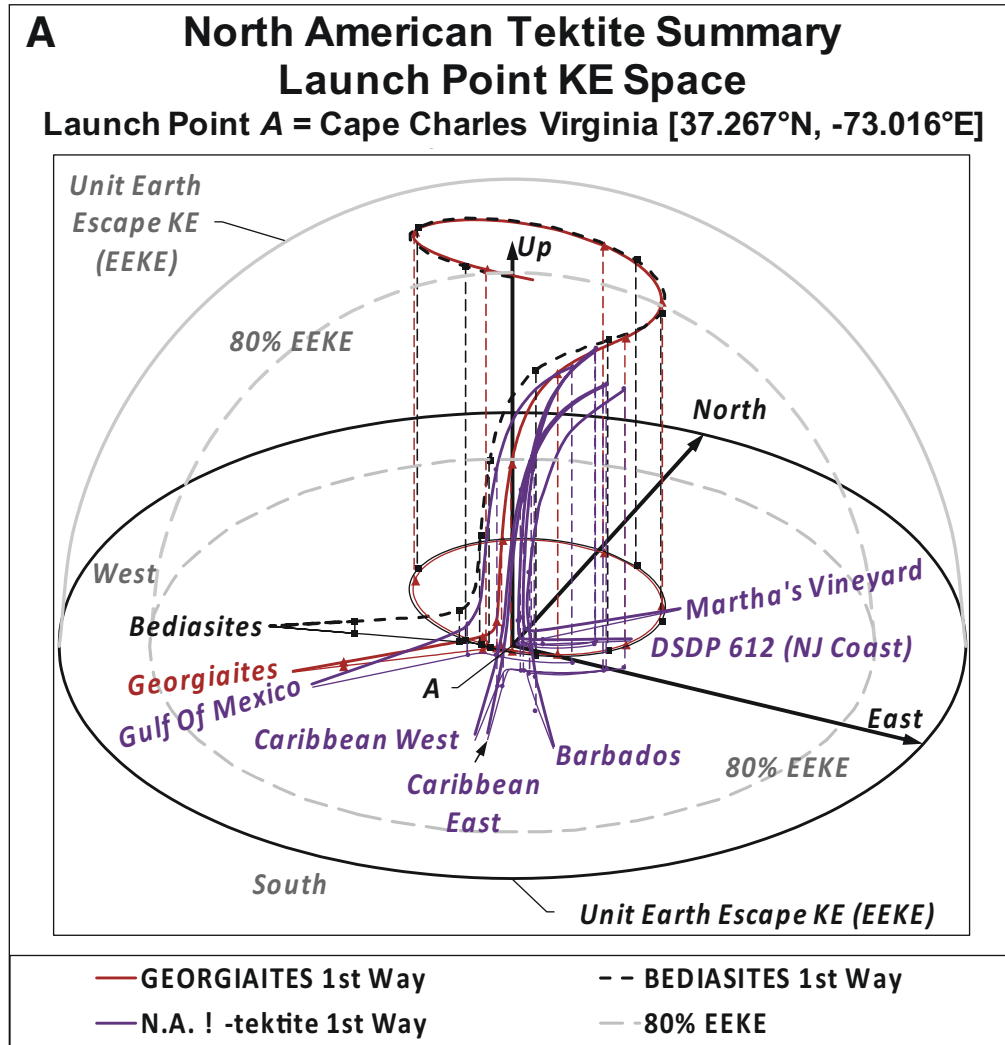 A
North American Tektite Summary
Launch Point KE Space
Launch Point A = Cape Charles Virginia [37.267°N, -73.016°E]
Unit Earth
Escape KE
(EEKE)
Up
80% EEKE
North
West
Martha's Vineyard
Bediasites
DSDP 612 (NJ Coast)
Georgiaites
A
Gulf Of Mexico
East
Caribbean West
Barbados
80% EEKE
Caribbean
East
South
Unit Earth Escape KE (EEKE)
GEORGIAITES 1st Way
BEDIASITES 1st Way
N.A. ! -tektite 1st Way
80% EEKE